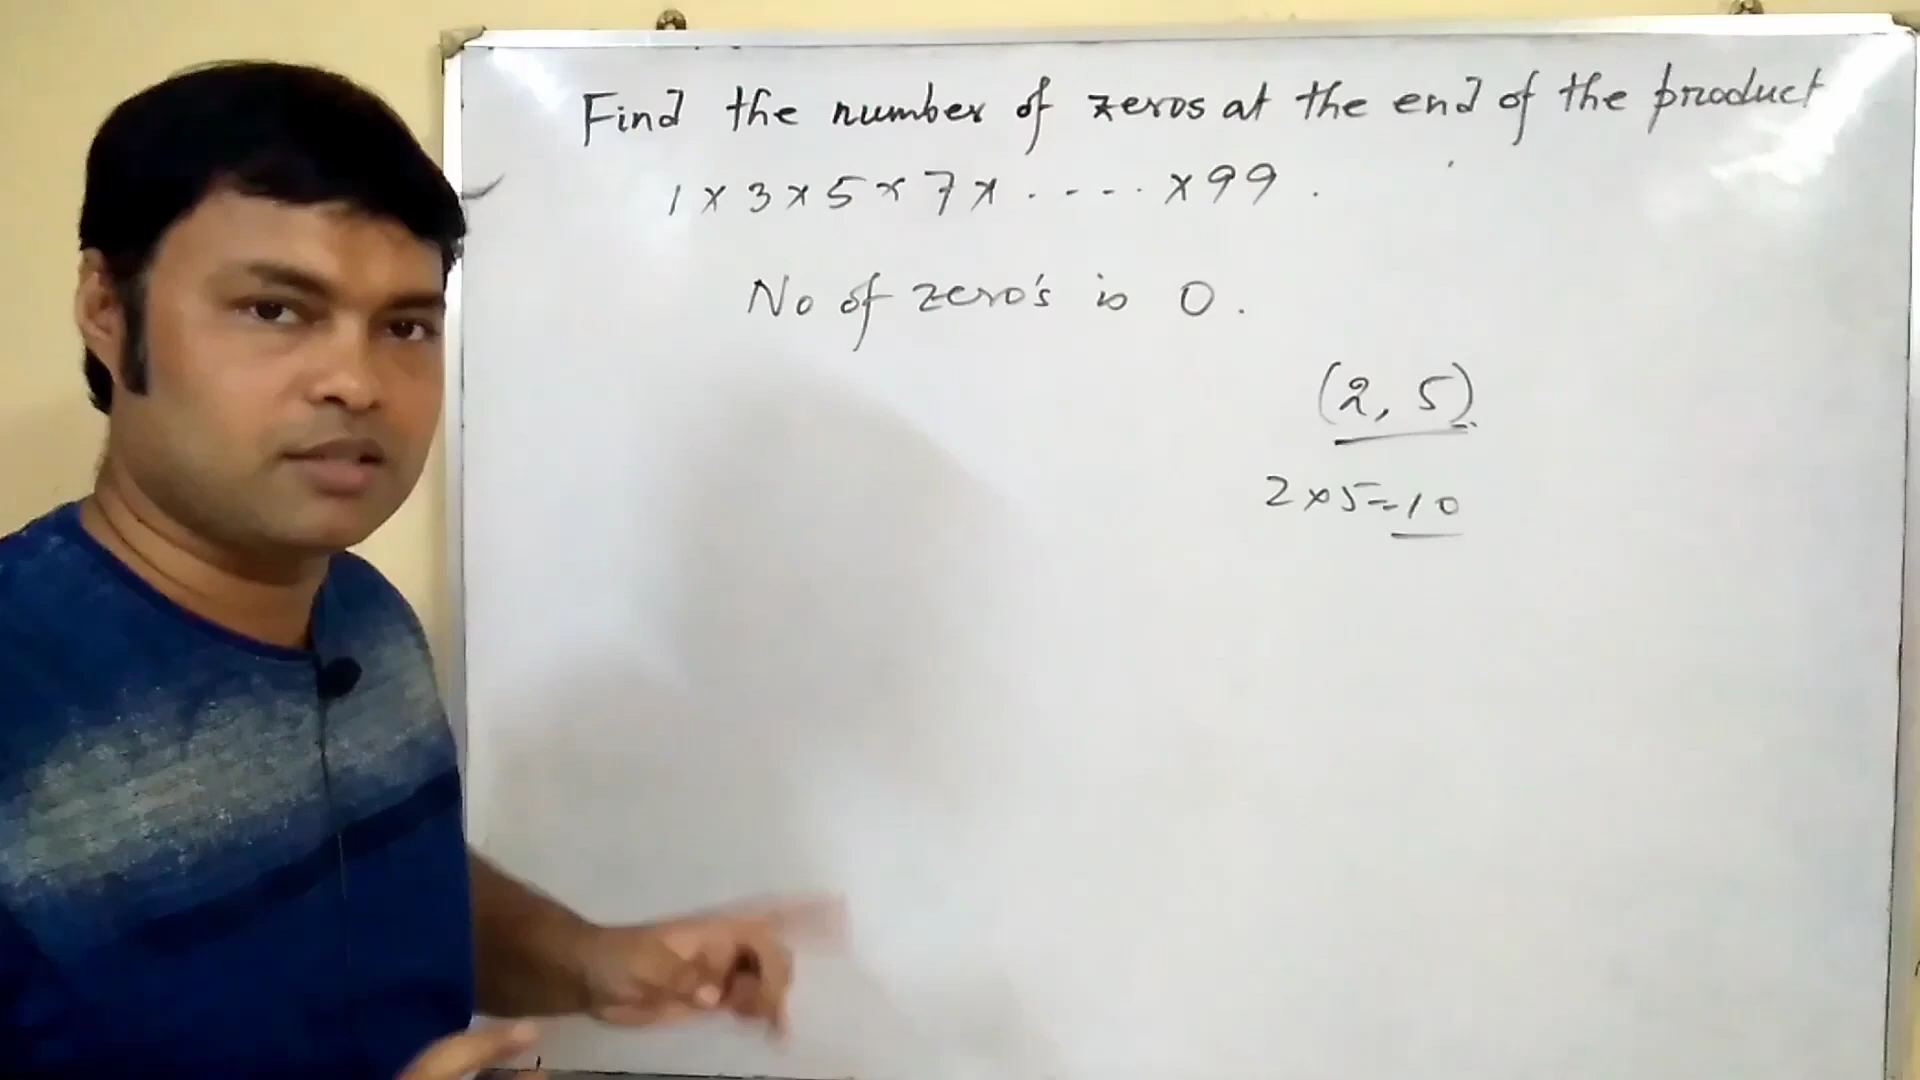 Find the number of zeros at the end of the product
1 × 3 × 5 × 7 × . - - - . × 99 .
No of zero's is 0 .
(2, 5)
2 × 5 = 10